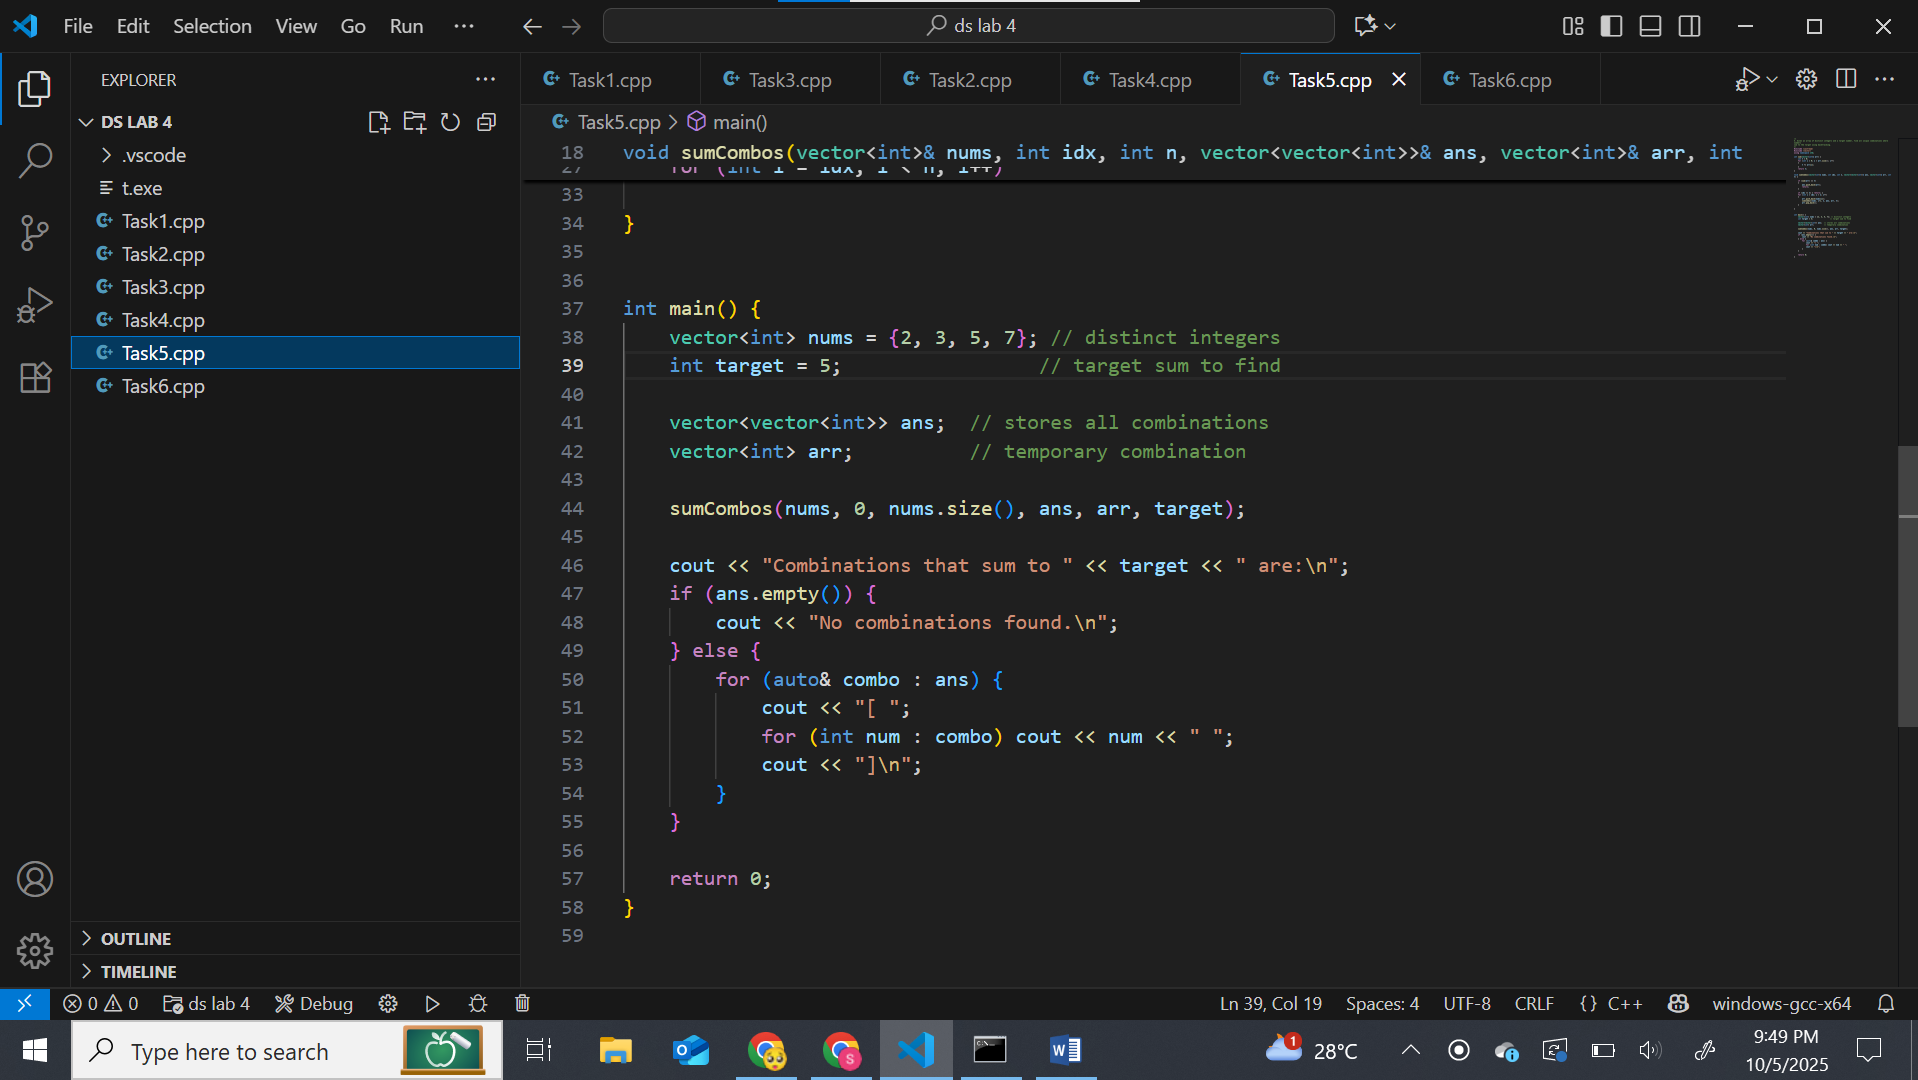 File Edit Selection View Go Run ···
ds lab 4
EXPLORER
DS LAB 4
.vscode
t.exe
Task1.cpp
Task2.cpp
Task3.cpp
Task4.cpp
Task5.cpp
Task6.cpp
OUTLINE
TIMELINE
Task1.cpp Task3.cpp Task2.cpp Task4.cpp Task5.cpp Task6.cpp
Task5.cpp > main()
18 void sumCombos(vector<int>& nums, int idx, int n, vector<vector<int>>& ans, vector<int>& arr, int
27 for (int i = idx; i < n; i++)
33
34 }
35
36
37 int main() {
38 vector<int> nums = {2, 3, 5, 7}; // distinct integers
39 int target = 5; // target sum to find
40
41 vector<vector<int>> ans; // stores all combinations
42 vector<int> arr; // temporary combination
43
44 sumCombos(nums, 0, nums.size(), ans, arr, target);
45
46 cout << "Combinations that sum to " << target << " are:\n";
47 if (ans.empty()) {
48 cout << "No combinations found.\n";
49 } else {
50 for (auto& combo : ans) {
51 cout << "[ ";
52 for (int num : combo) cout << num << " ";
53 cout << "]\n";
54 }
55 }
56
57 return 0;
58 }
59
0 0 ds lab 4 Debug Ln 39, Col 19 Spaces: 4 UTF-8 CRLF {} C++ windows-gcc-x64
Type here to search
S
1
28°C
9:49 PM
10/5/2025